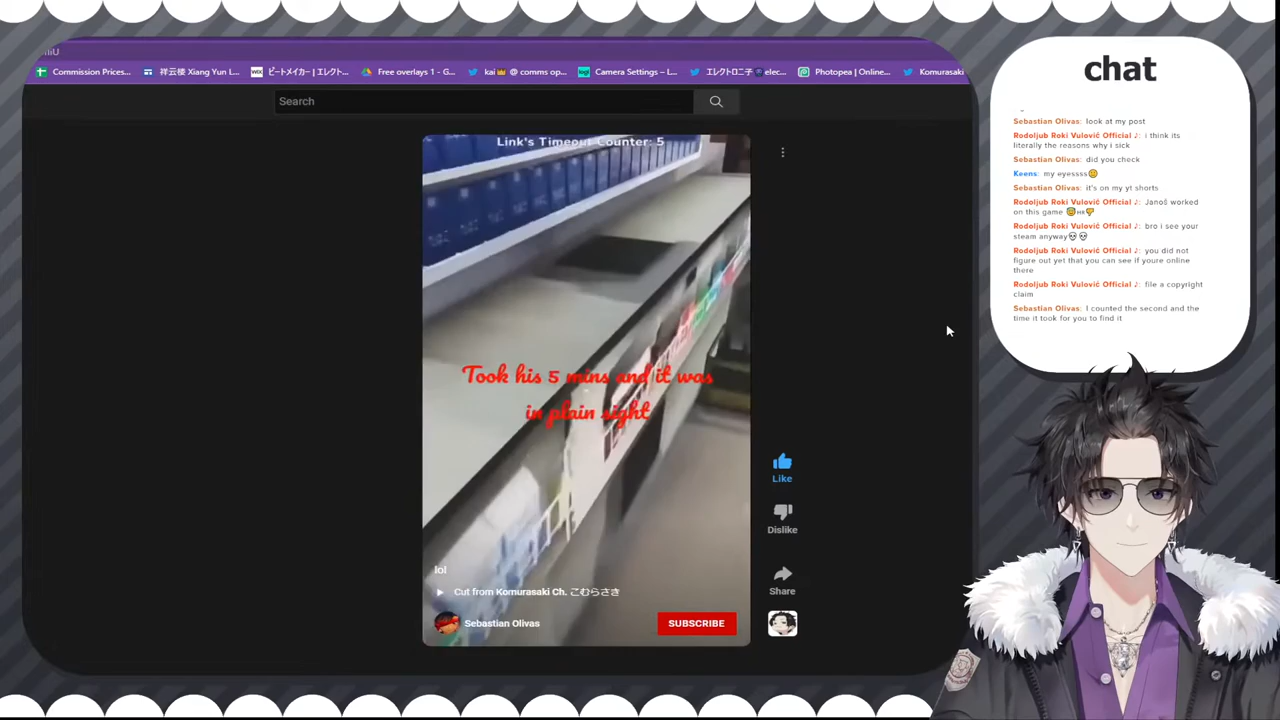 niU
Commission Prices...
祥云楼 Xiang Yun L...
ビートメイカー | エレクト...
Free overlays 1 - G...
kai👑 @ comms op...
Camera Settings – L...
エレクトロニ子 elec...
Photopea | Online...
Komurasaki
Search
Link's Timeout Counter: 5
Took his 5 mins and it was
in plain sight
Like
Dislike
Share
lol
Cut from Komurasaki Ch. こむらさき
Sebastian Olivas
SUBSCRIBE
chat
Sebastian Olivas: look at my post
Rodoljub Roki Vulović Official ♪: i think its
literally the reasons why i sick
Sebastian Olivas: did you check
Keens: my eyessss
Sebastian Olivas: it's on my yt shorts
Rodoljub Roki Vulović Official ♪: Janoš worked
on this game
Rodoljub Roki Vulović Official ♪: bro i see your
steam anyway💀💀
Rodoljub Roki Vulović Official ♪: you did not
figure out yet that you can see if youre online
there
Rodoljub Roki Vulović Official ♪: file a copyright
claim
Sebastian Olivas: I counted the second and the
time it took for you to find it